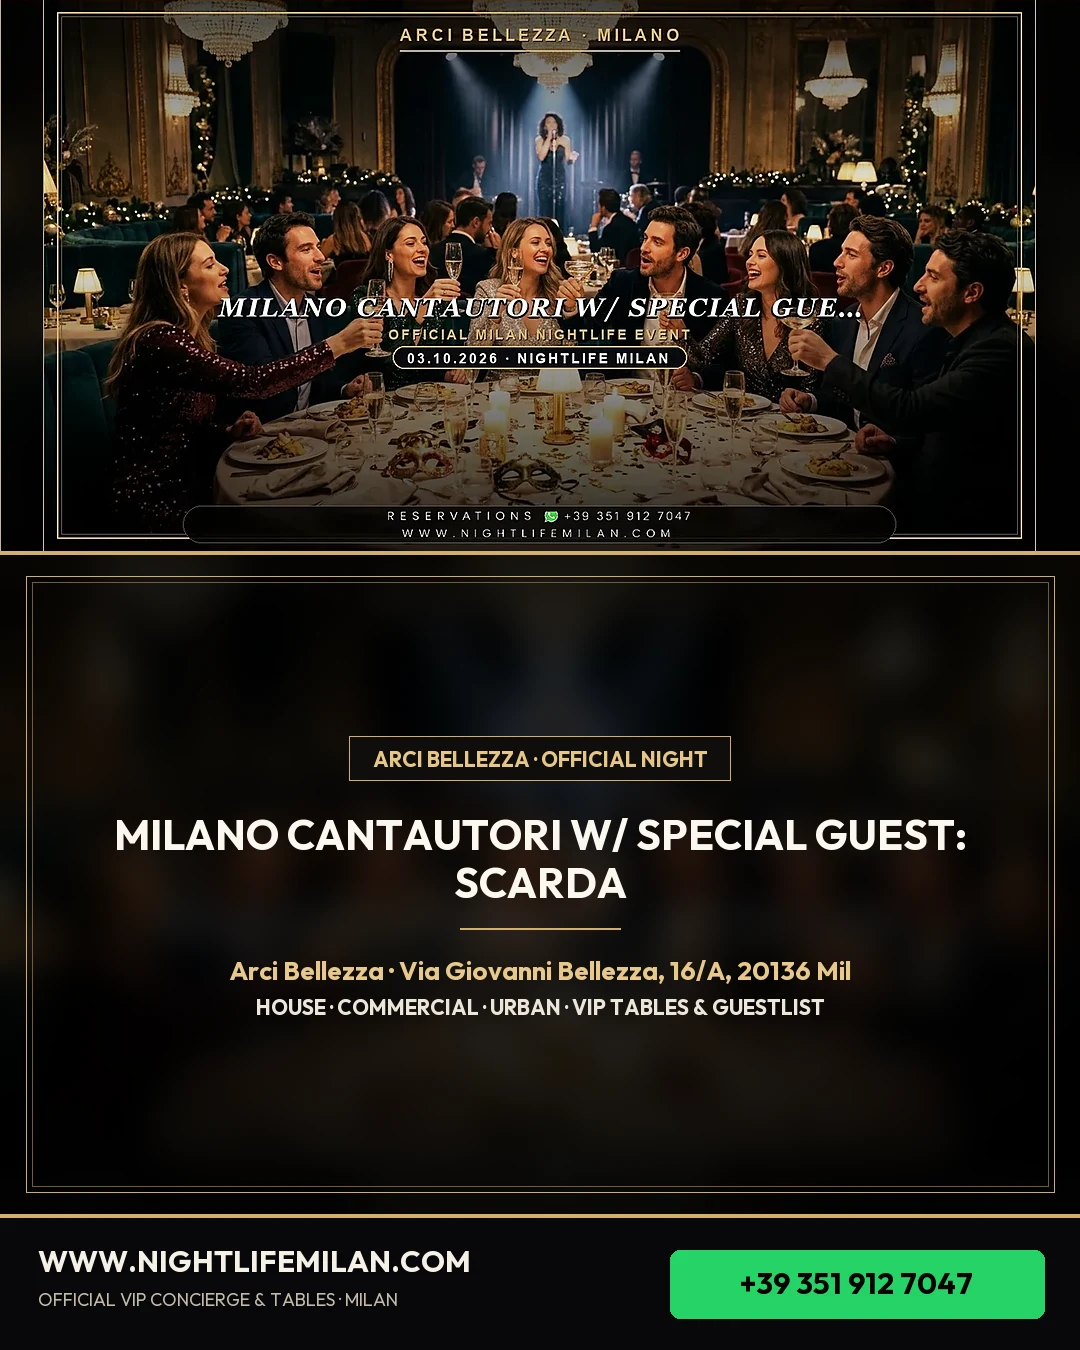 ARCI BELLEZZA · MILANO
MILANO CANTAUTORI W/ SPECIAL GUE...
OFFICIAL MILAN NIGHTLIFE EVENT
03.10.2026 · NIGHTLIFE MILAN
RESERVATIONS +39 351 912 7047
WWW.NIGHTLIFEMILAN.COM
ARCI BELLEZZA · OFFICIAL NIGHT
MILANO CANTAUTORI W/ SPECIAL GUEST:
SCARDA
Arci Bellezza · Via Giovanni Bellezza, 16/A, 20136 Mil
HOUSE · COMMERCIAL · URBAN · VIP TABLES & GUESTLIST
WWW.NIGHTLIFEMILAN.COM
OFFICIAL VIP CONCIERGE & TABLES · MILAN
+39 351 912 7047